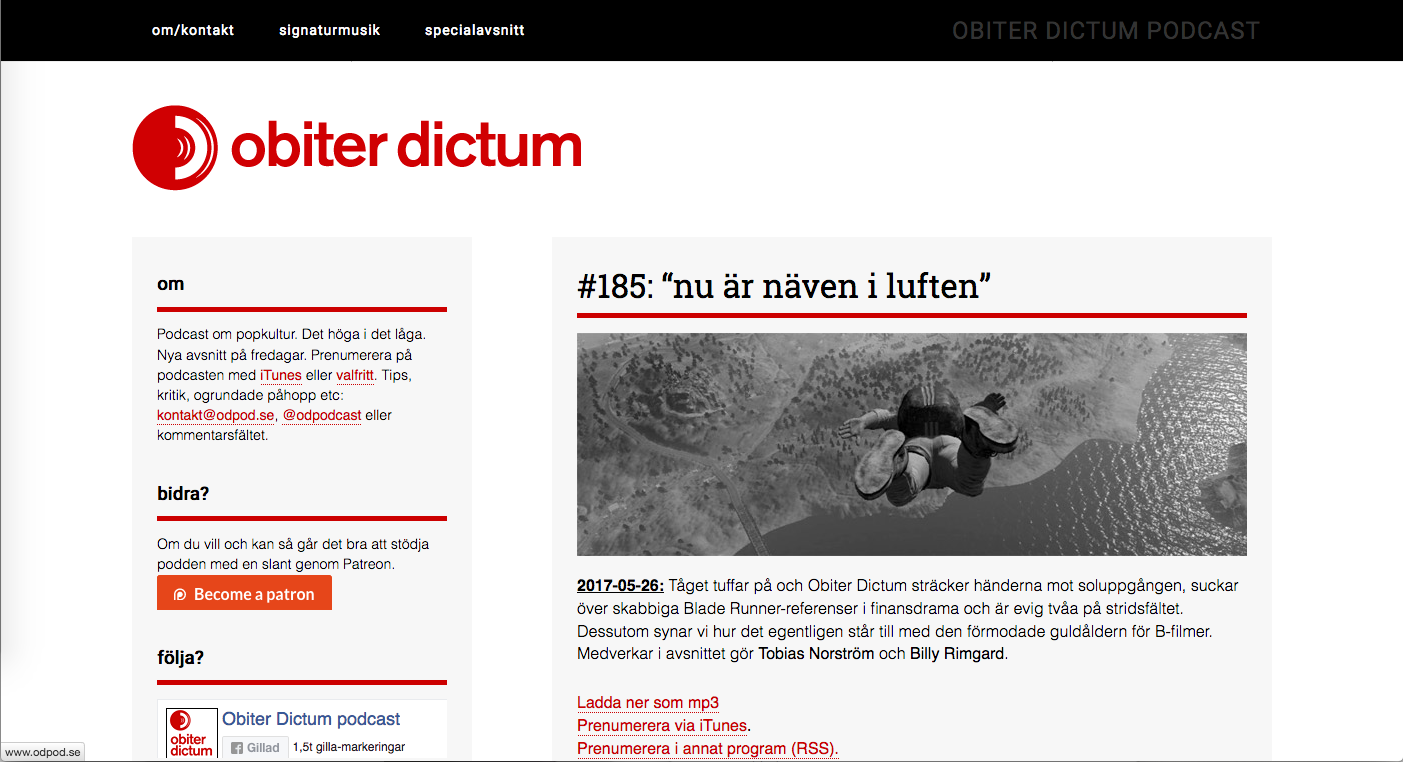 om/kontakt signaturmusik specialavsnitt OBITER DICTUM PODCAST
obiter dictum
om
Podcast om popkultur. Det höga i det låga.
Nya avsnitt på fredagar. Prenumerera på
podcasten med iTunes eller valfritt. Tips,
kritik, ogrundade påhopp etc:
kontakt@odpod.se, @odpodcast eller
kommentarsfältet.
bidra?
Om du vill och kan så går det bra att stödja
podden med en slant genom Patreon.
Become a patron
följa?
obiter
dictum
Obiter Dictum podcast
Gillad 1,5t gilla-markeringar
#185: “nu är näven i luften”
2017-05-26: Tåget tuffar på och Obiter Dictum sträcker händerna mot soluppgången, suckar
över skabbiga Blade Runner-referenser i finansdrama och är evig tvåa på stridsfältet.
Dessutom synar vi hur det egentligen står till med den förmodade guldåldern för B-filmer.
Medverkar i avsnittet gör Tobias Norström och Billy Rimgard.
Ladda ner som mp3
Prenumerera via iTunes.
Prenumerera i annat program (RSS).
www.odpod.se